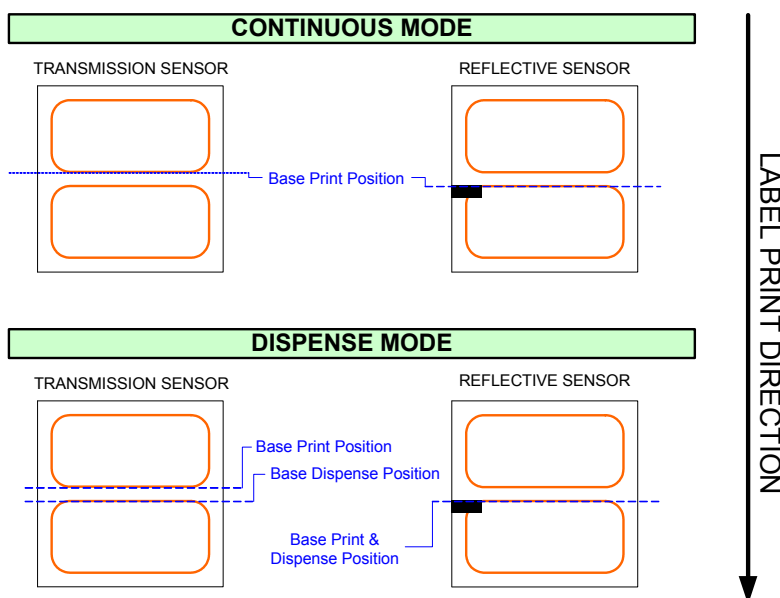 CONTINUOUS MODE
TRANSMISSION SENSOR
REFLECTIVE SENSOR
Base Print Position
DISPENSE MODE
TRANSMISSION SENSOR
REFLECTIVE SENSOR
Base Print Position
Base Dispense Position
Base Print &
Dispense Position
LABEL PRINT DIRECTION